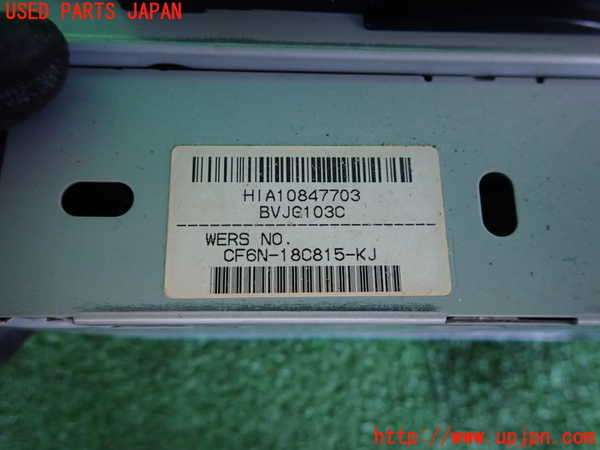 USED PARTS JAPAN
HIA10847703
BVJG103C
WERS NO.
CF6N-18C815-KJ
http://www.upjpn.com/